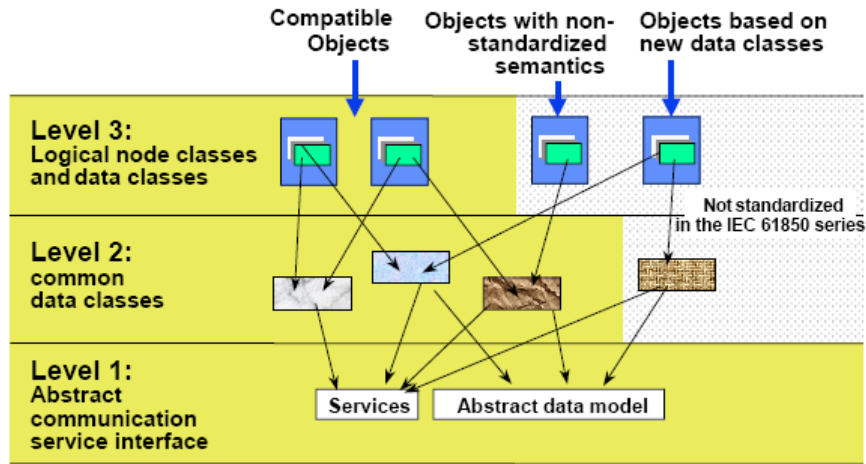 Compatible
Objects
Objects with non-
standardized
semantics
Objects based on
new data classes
Level 3:
Logical node classes
and data classes
Not standardized
in the IEC 61850 series
Level 2:
common
data classes
Level 1:
Abstract
communication
service interface
Services
Abstract data model